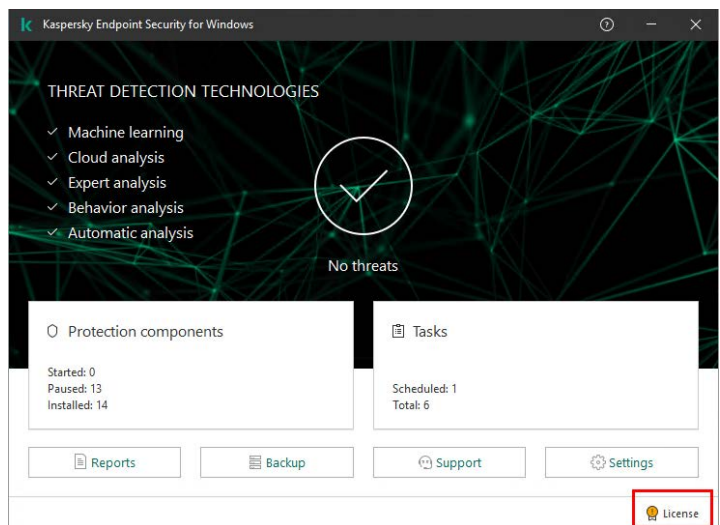 Kaspersky Endpoint Security for Windows
THREAT DETECTION TECHNOLOGIES
Machine learning
Cloud analysis
Expert analysis
Behavior analysis
Automatic analysis
No threats
Protection components
Started: 0
Paused: 13
Installed: 14
Tasks
Scheduled: 1
Total: 6
Reports
Backup
Support
Settings
License